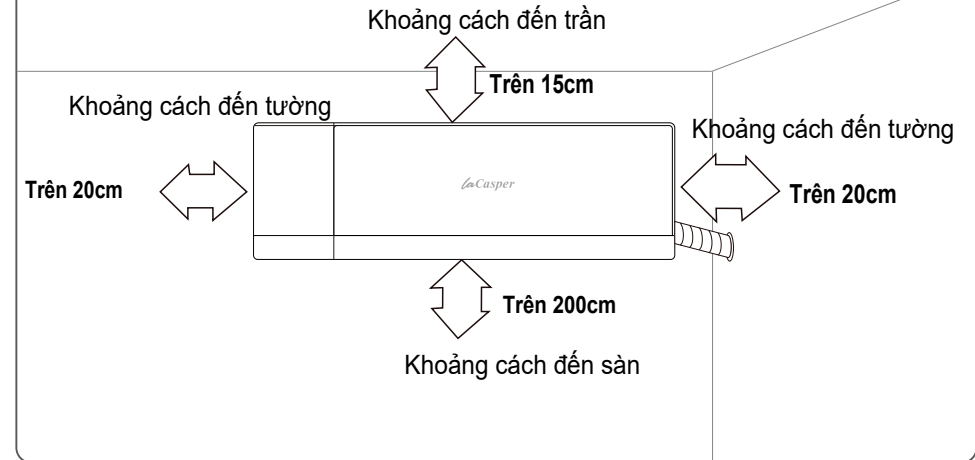 Khoảng cách đến trần
Trên 15cm
Khoảng cách đến tường
Khoảng cách đến tường
Trên 20cm
laCasper
Trên 20cm
Trên 200cm
Khoảng cách đến sàn